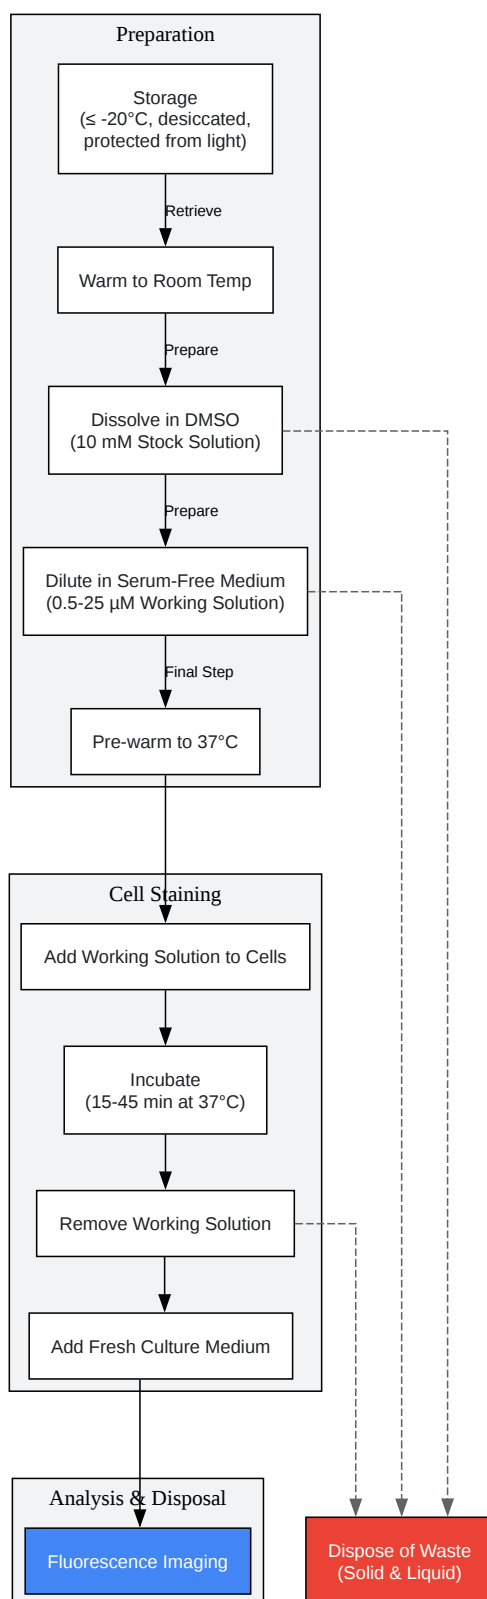 Preparation
Storage
(≤ -20°C, desiccated,
protected from light)
Retrieve
Warm to Room Temp
Prepare
Dissolve in DMSO
(10 mM Stock Solution)
Prepare
Dilute in Serum-Free Medium
(0.5-25 µM Working Solution)
Final Step
Pre-warm to 37°C
Cell Staining
Add Working Solution to Cells
Incubate
(15-45 min at 37°C)
Remove Working Solution
Add Fresh Culture Medium
Analysis & Disposal
Fluorescence Imaging
Dispose of Waste
(Solid & Liquid)